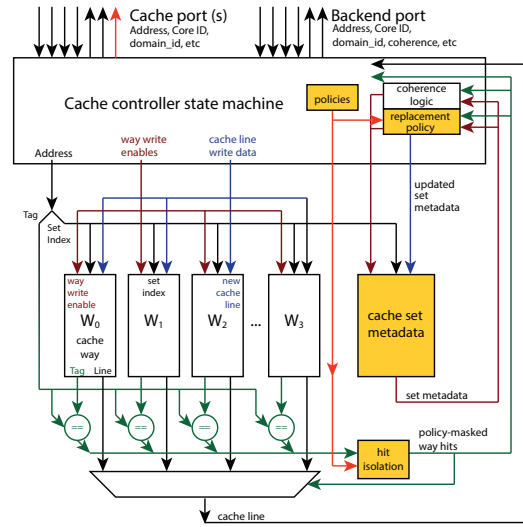 Cache port (s)
Address, Core ID,
domain_id, etc
Backend port
Address, Core ID,
domain_id, coherence, etc
Cache controller state machine
policies
coherence
logic
replacement
policy
Address
way write
enables
cache line
write data
updated
set
metadata
Tag
Set
Index
way
write
enable
W0
cache
way
Tag
Line
set
index
W1
new
cache
line
W2
...
W3
cache set
metadata
set metadata
==
==
==
==
policy-masked
way hits
hit
isolation
cache line